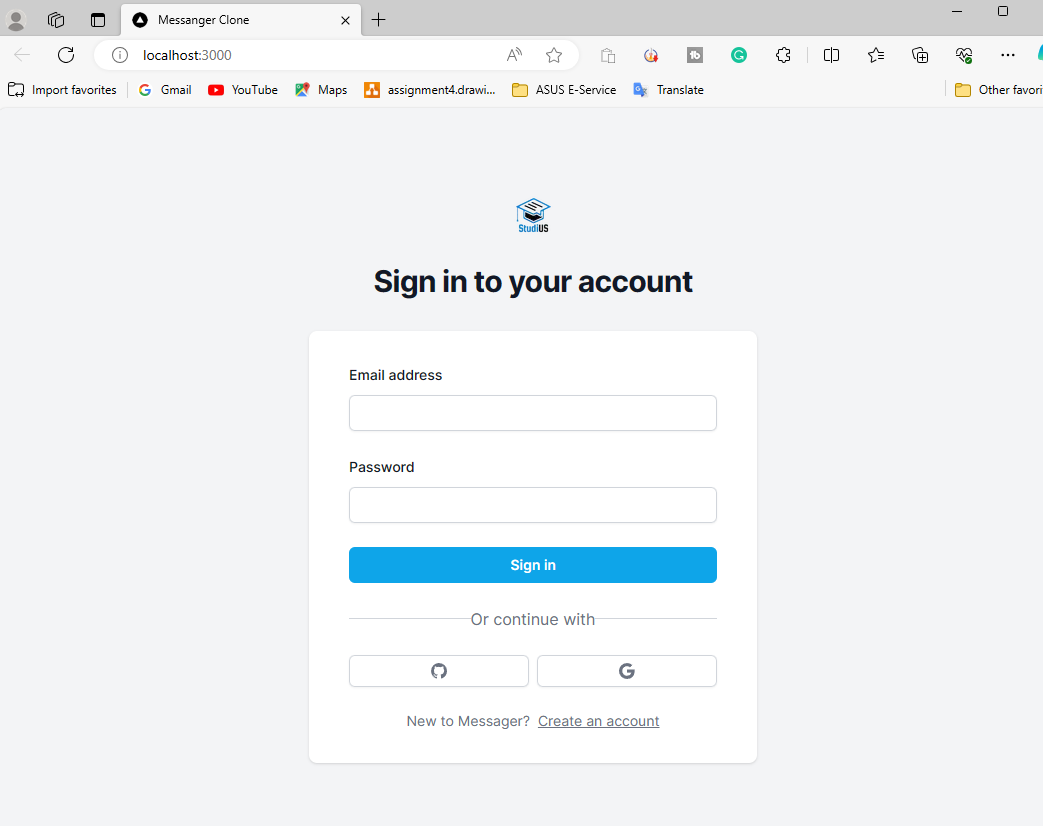 Messanger Clone
localhost:3000
Import favorites Gmail YouTube Maps assignment4.drawi... ASUS E-Service Translate Other favori
StudiUS
Sign in to your account
Email address
Password
Sign in
Or continue with
New to Messager? Create an account